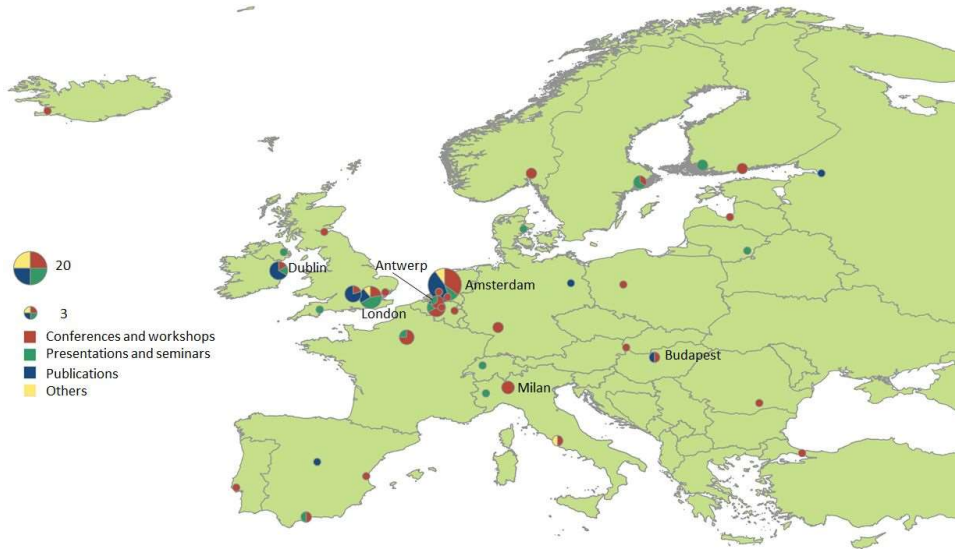 Antwerp
Dublin
Amsterdam
London
20
3
Conferences and workshops
Presentations and seminars
Publications
Others
Budapest
Milan